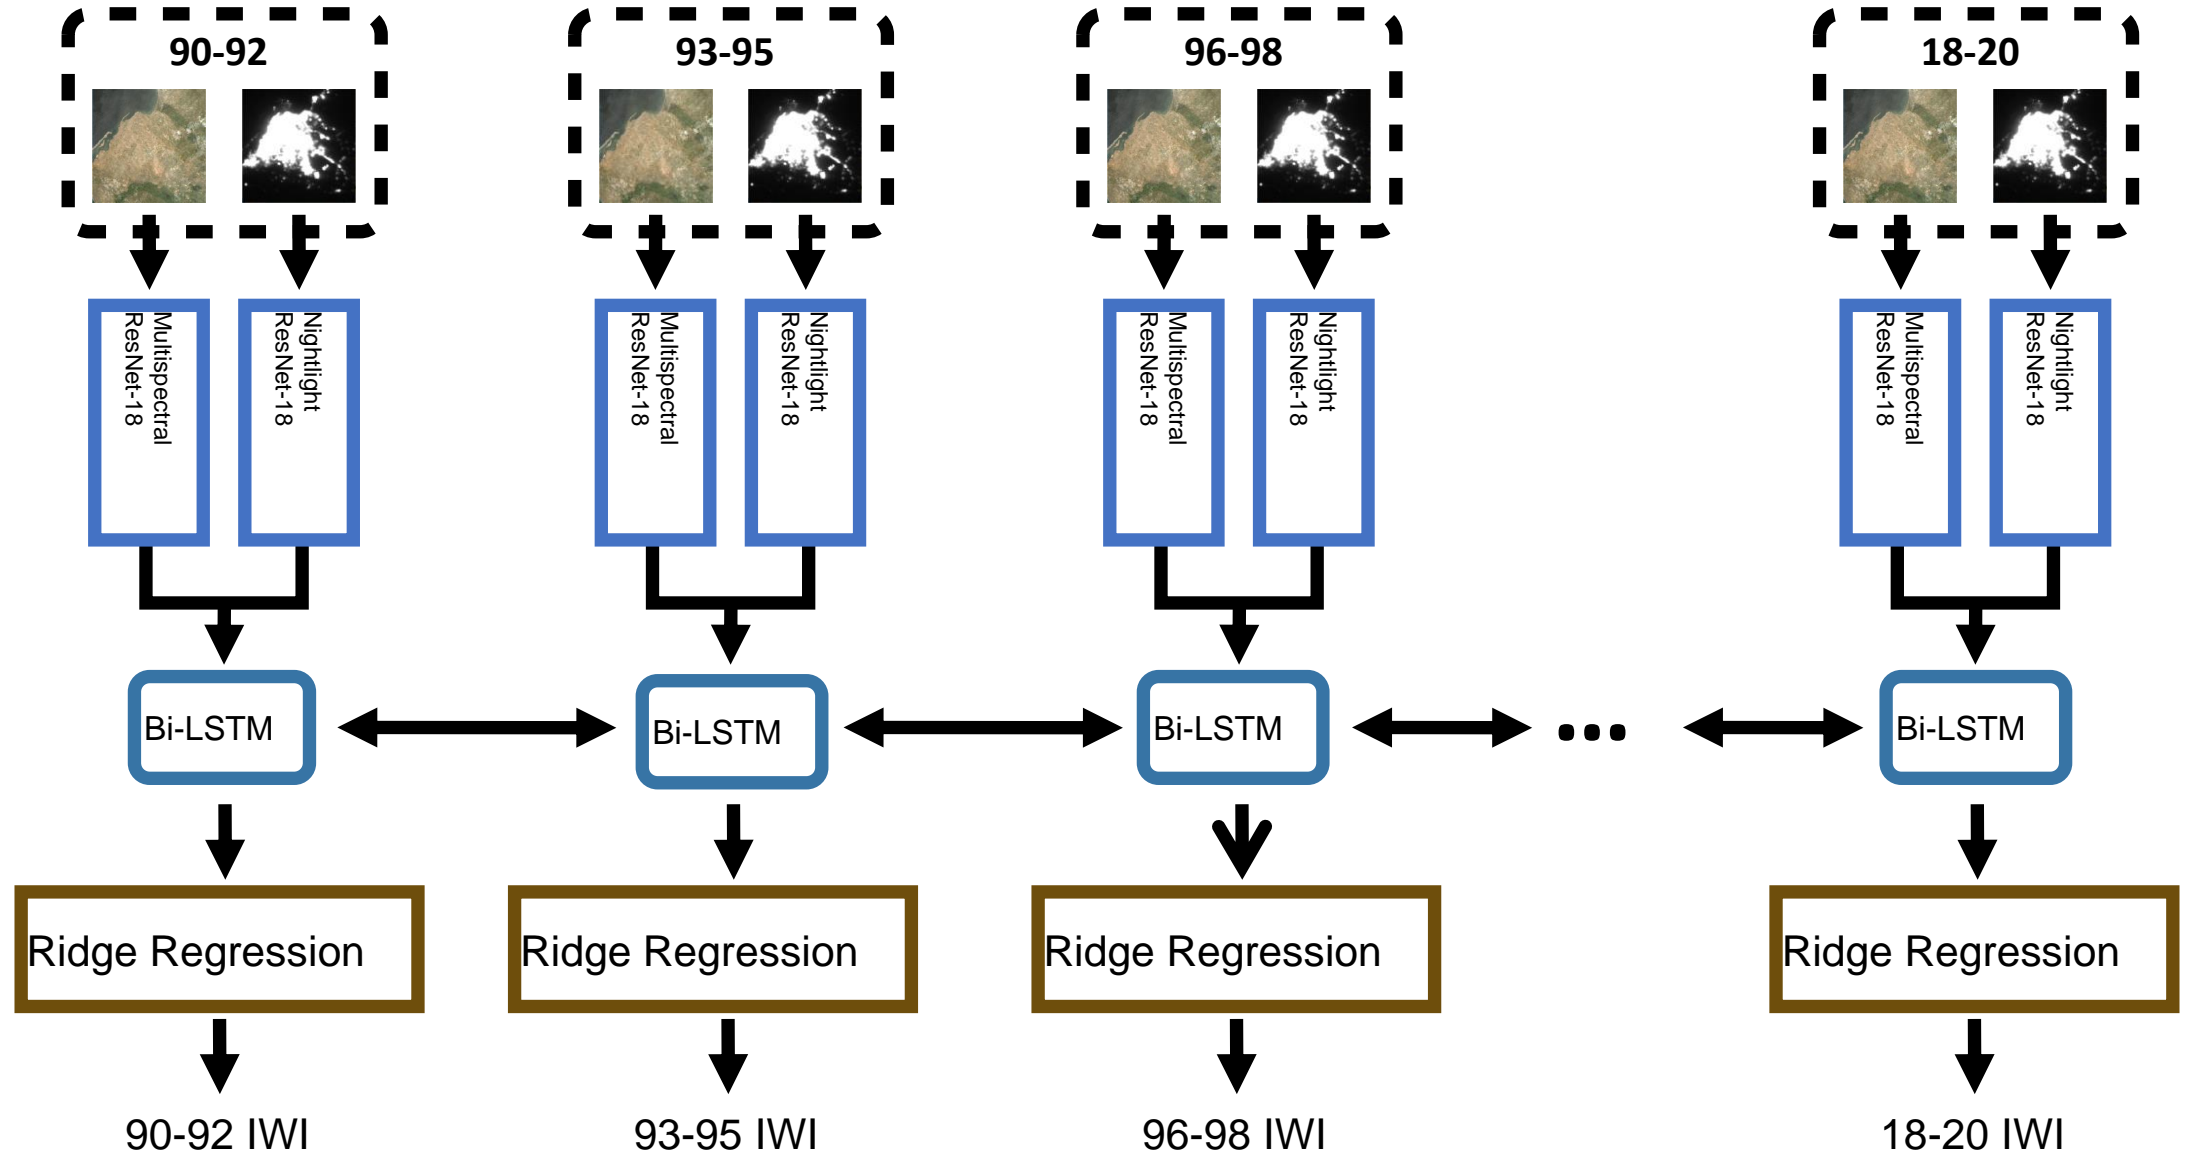 90-92
93-95
96-98
18-20
Multispectral
ResNet-18
Nightlight
ResNet-18
Multispectral
ResNet-18
Nightlight
ResNet-18
Multispectral
ResNet-18
Nightlight
ResNet-18
Multispectral
ResNet-18
Nightlight
ResNet-18
Bi-LSTM
Bi-LSTM
Bi-LSTM
...
Bi-LSTM
Ridge Regression
Ridge Regression
Ridge Regression
Ridge Regression
90-92 IWI
93-95 IWI
96-98 IWI
18-20 IWI